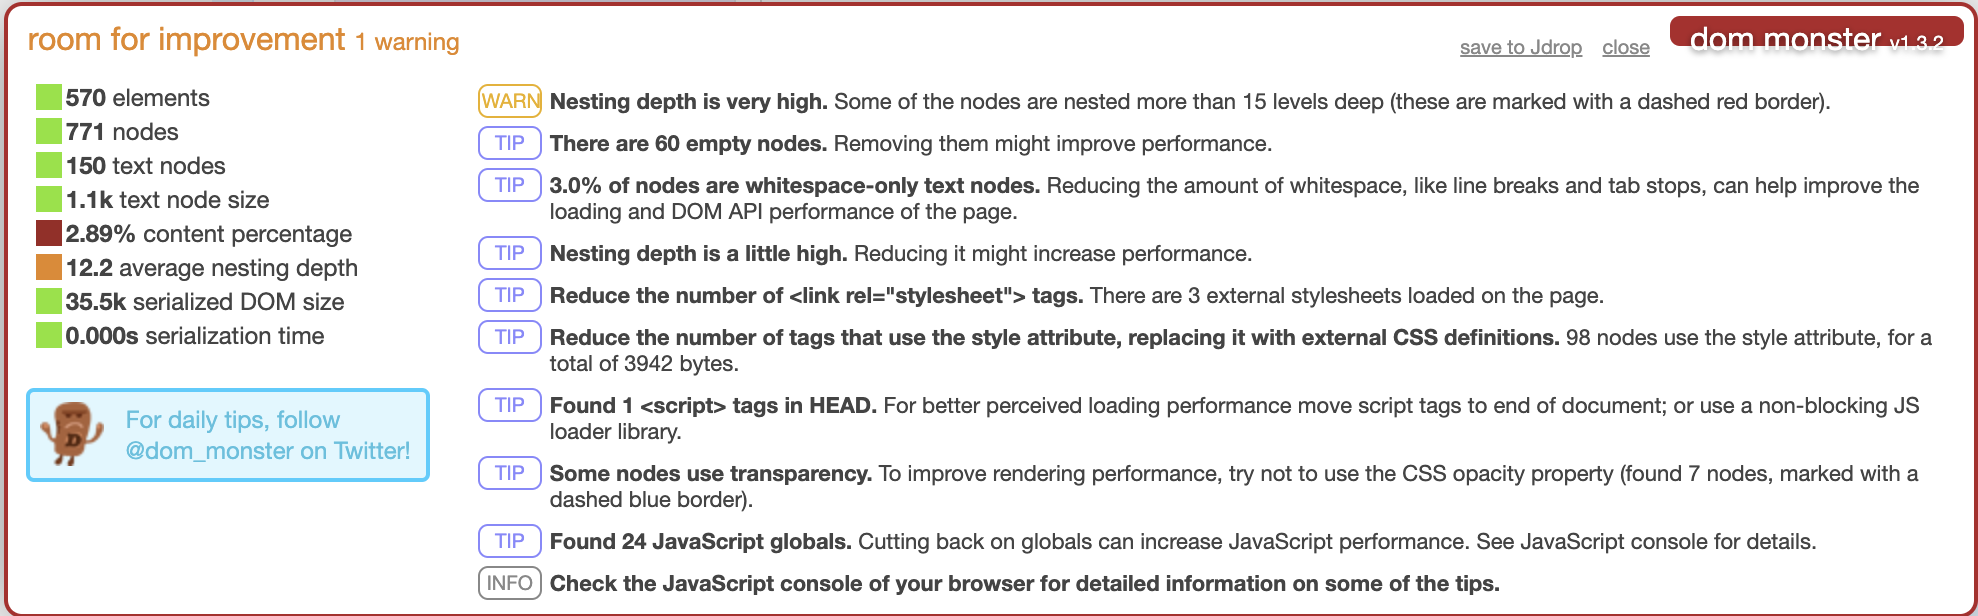 room for improvement 1 warning
save to Jdrop close dom monster v1.3.2
570 elements
771 nodes
150 text nodes
1.1k text node size
2.89% content percentage
12.2 average nesting depth
35.5k serialized DOM size
0.000s serialization time
For daily tips, follow
@dom_monster on Twitter!
WARN Nesting depth is very high. Some of the nodes are nested more than 15 levels deep (these are marked with a dashed red border).
TIP There are 60 empty nodes. Removing them might improve performance.
TIP 3.0% of nodes are whitespace-only text nodes. Reducing the amount of whitespace, like line breaks and tab stops, can help improve the
loading and DOM API performance of the page.
TIP Nesting depth is a little high. Reducing it might increase performance.
TIP Reduce the number of <link rel="stylesheet"> tags. There are 3 external stylesheets loaded on the page.
TIP Reduce the number of tags that use the style attribute, replacing it with external CSS definitions. 98 nodes use the style attribute, for a
total of 3942 bytes.
TIP Found 1 <script> tags in HEAD. For better perceived loading performance move script tags to end of document; or use a non-blocking JS
loader library.
TIP Some nodes use transparency. To improve rendering performance, try not to use the CSS opacity property (found 7 nodes, marked with a
dashed blue border).
TIP Found 24 JavaScript globals. Cutting back on globals can increase JavaScript performance. See JavaScript console for details.
INFO Check the JavaScript console of your browser for detailed information on some of the tips.